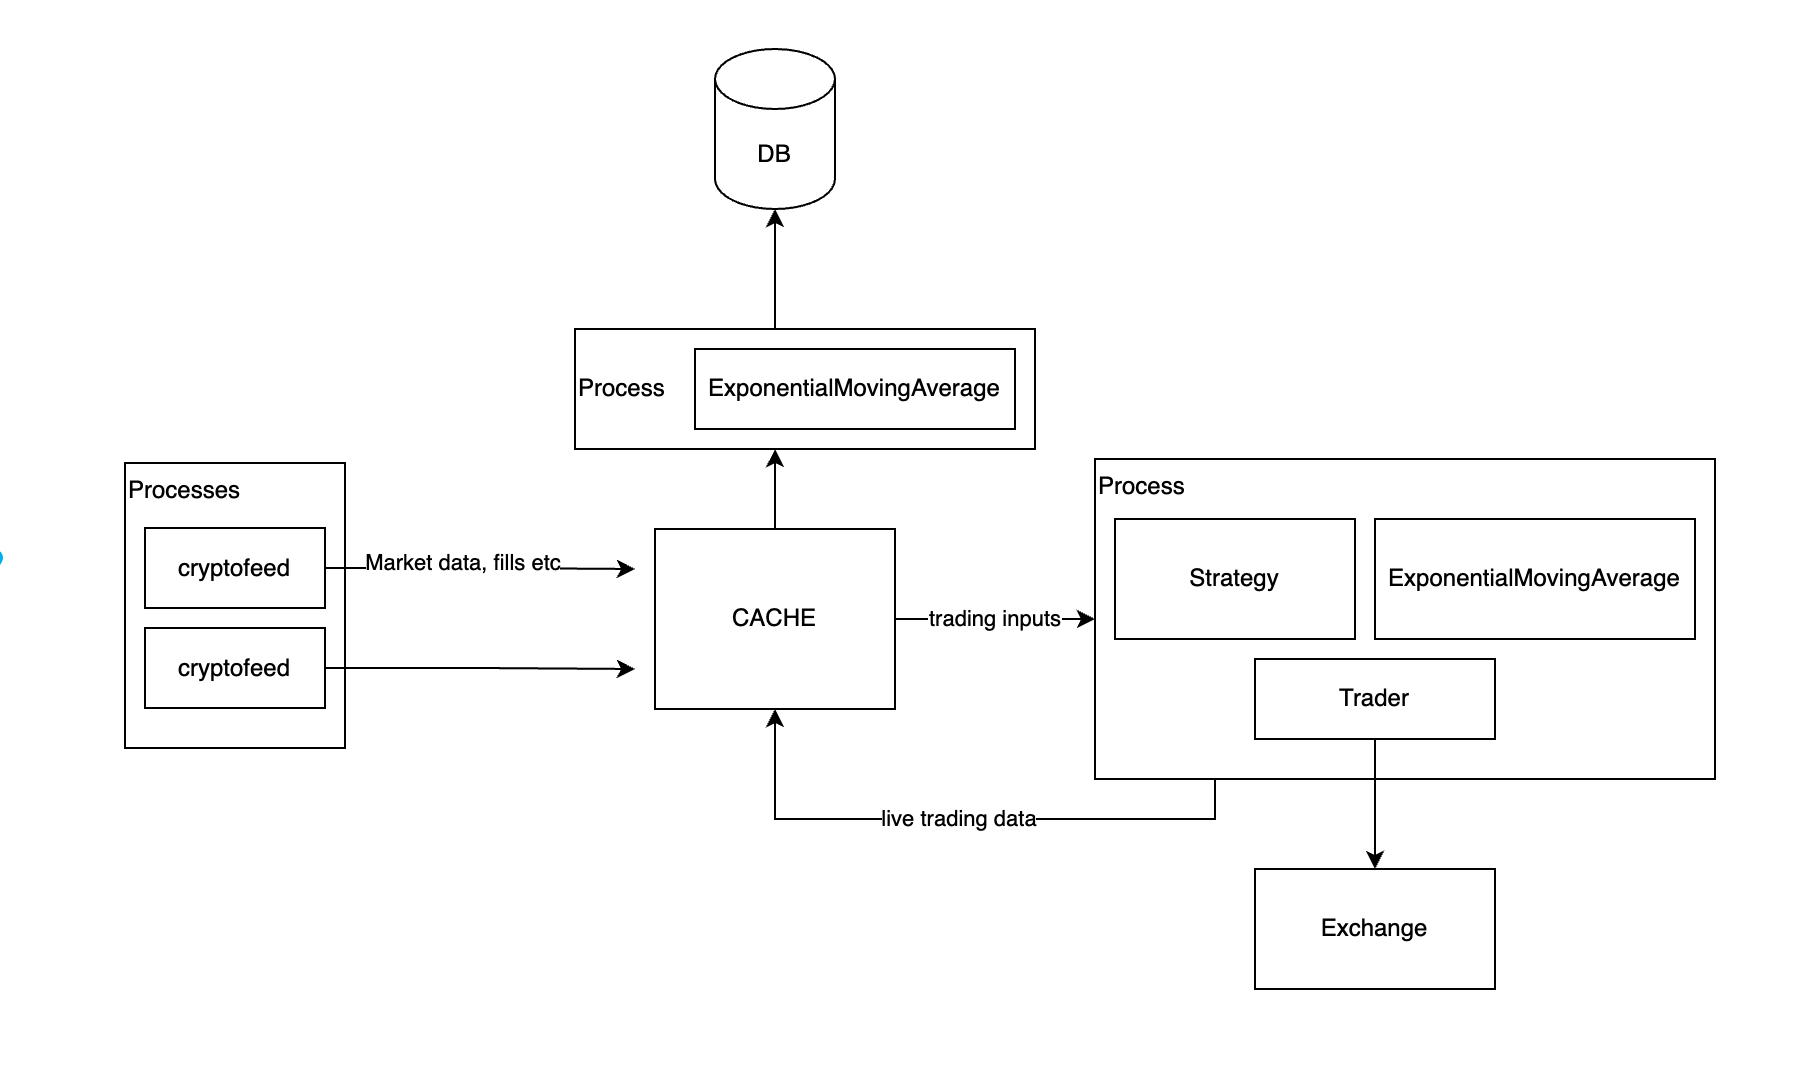 DB
Process
ExponentialMovingAverage
Processes
cryptofeed
Market data, fills etc
cryptofeed
CACHE
trading inputs
Process
Strategy
ExponentialMovingAverage
Trader
live trading data
Exchange